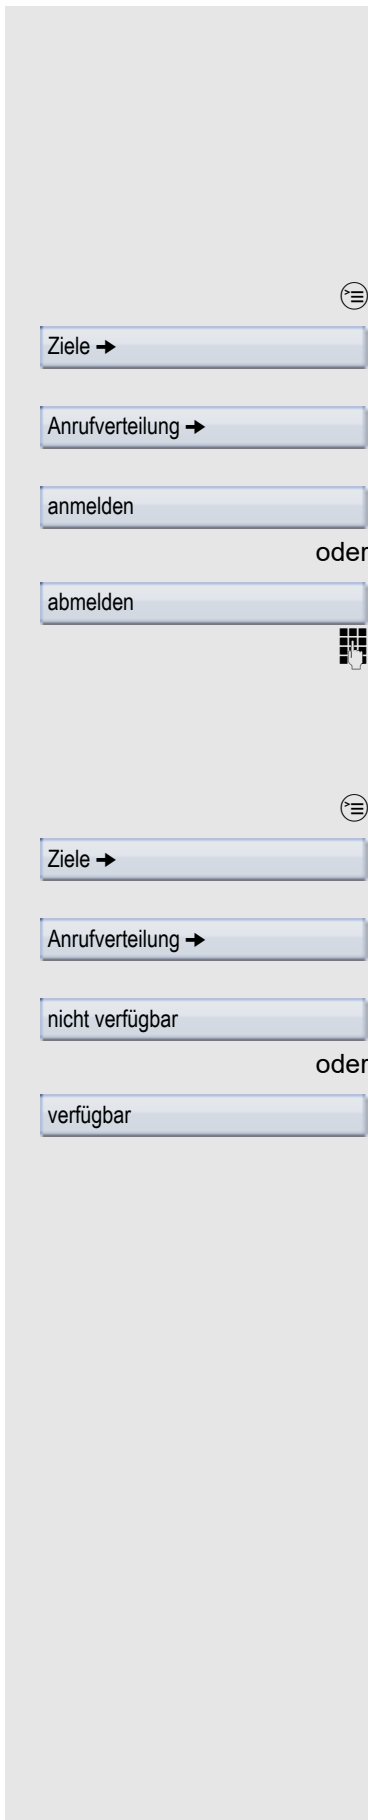 Ziele →
Anrufverteilung →
anmelden
oder
abmelden
Ziele →
Anrufverteilung →
nicht verfügbar
oder
verfügbar